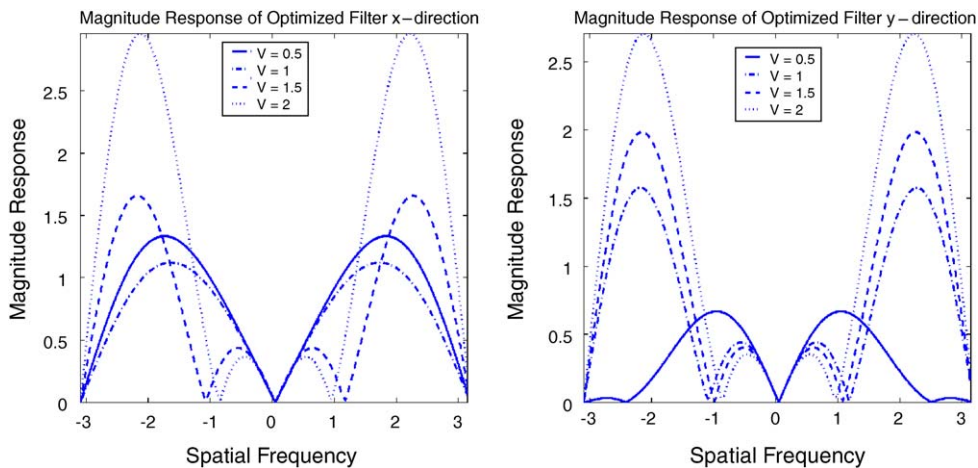 Magnitude Response of Optimized Filter x-direction
V = 0.5
V = 1
V = 1.5
V = 2
2.5
2
1.5
1
0.5
0
Magnitude Response
-3
-2
-1
0
1
2
3
Spatial Frequency
Magnitude Response of Optimized Filter y-direction
V = 0.5
V = 1
V = 1.5
V = 2
2.5
2
1.5
1
0.5
0
Magnitude Response
-3
-2
-1
0
1
2
3
Spatial Frequency